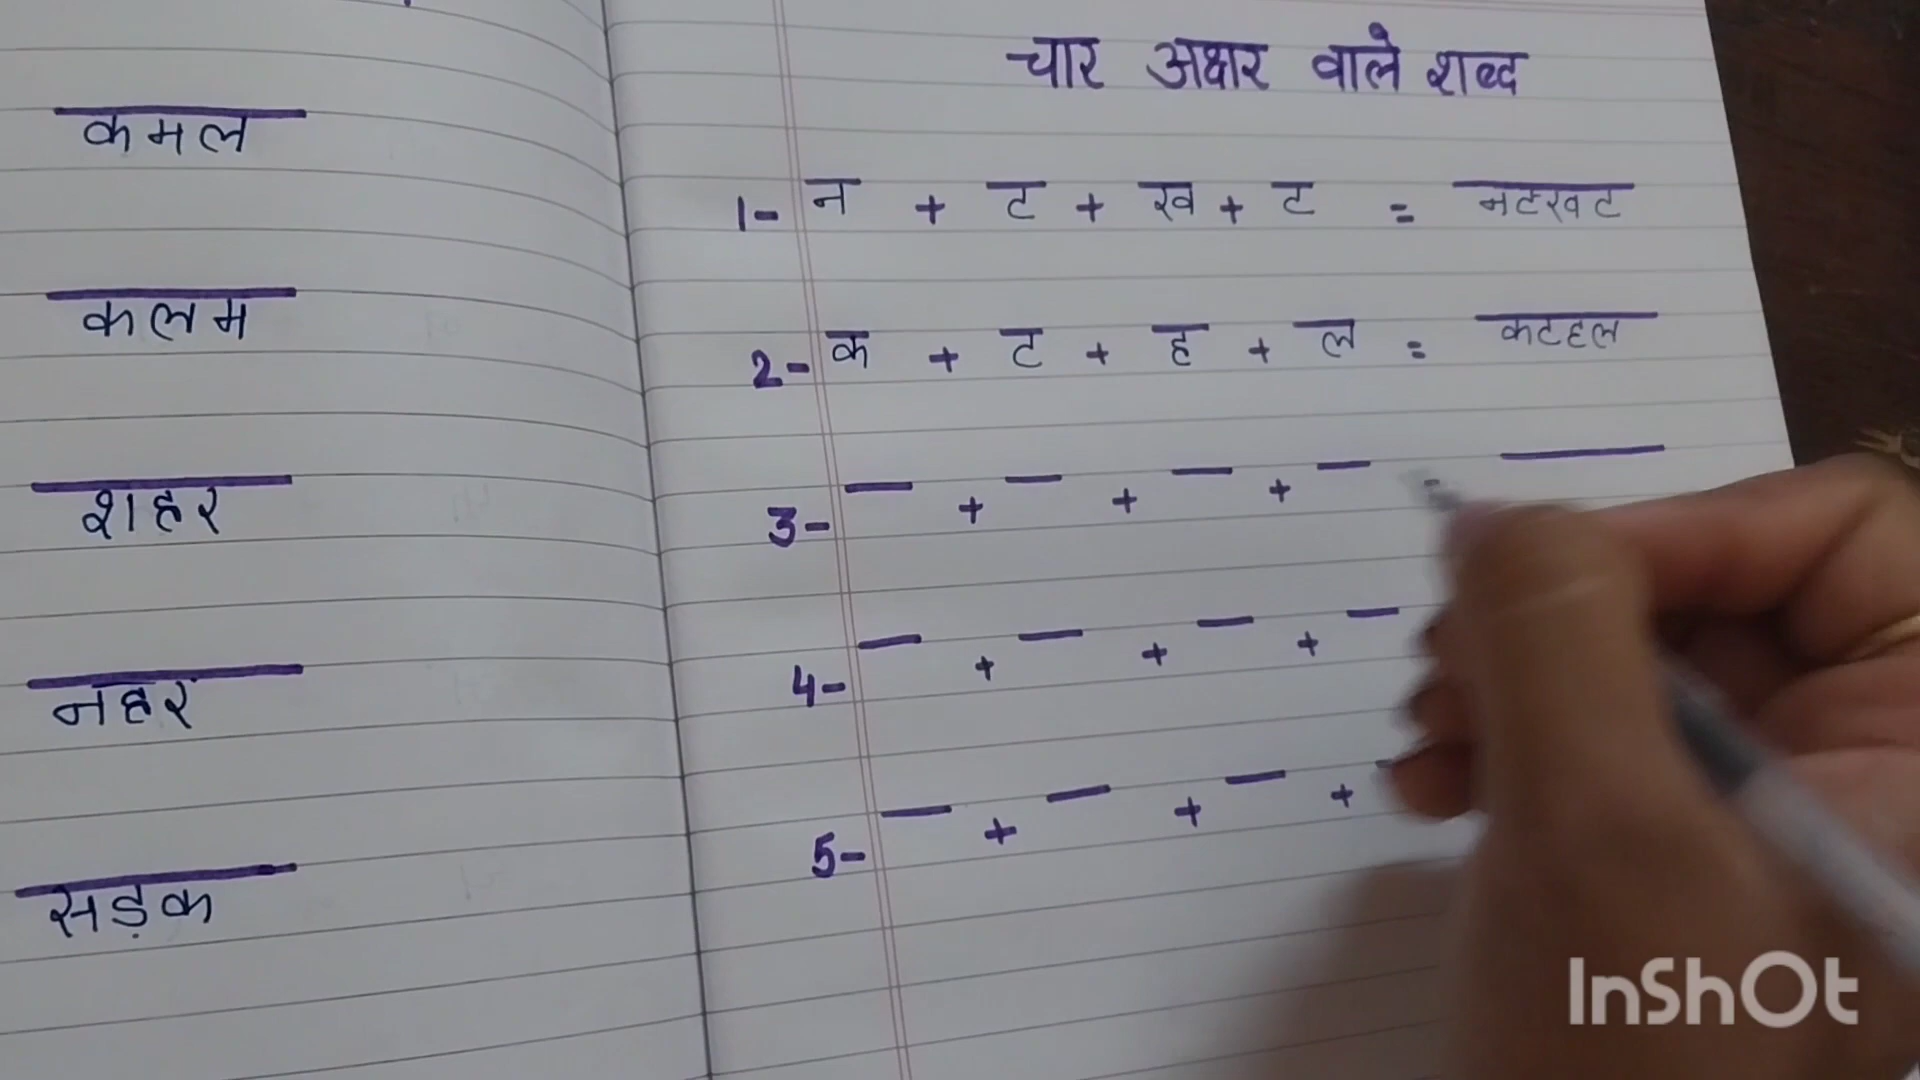 कमल
कलम
शहर
नहर
सड़क
चार अक्षर वाले शब्द
1- न + ट + ख + ट = नटखट
2- क + ट + ह + ल = कटहल
3- _ + _ + _ + _ = _
4- _ + _ + _ + _
5- _ + _ + _ +
InShOt